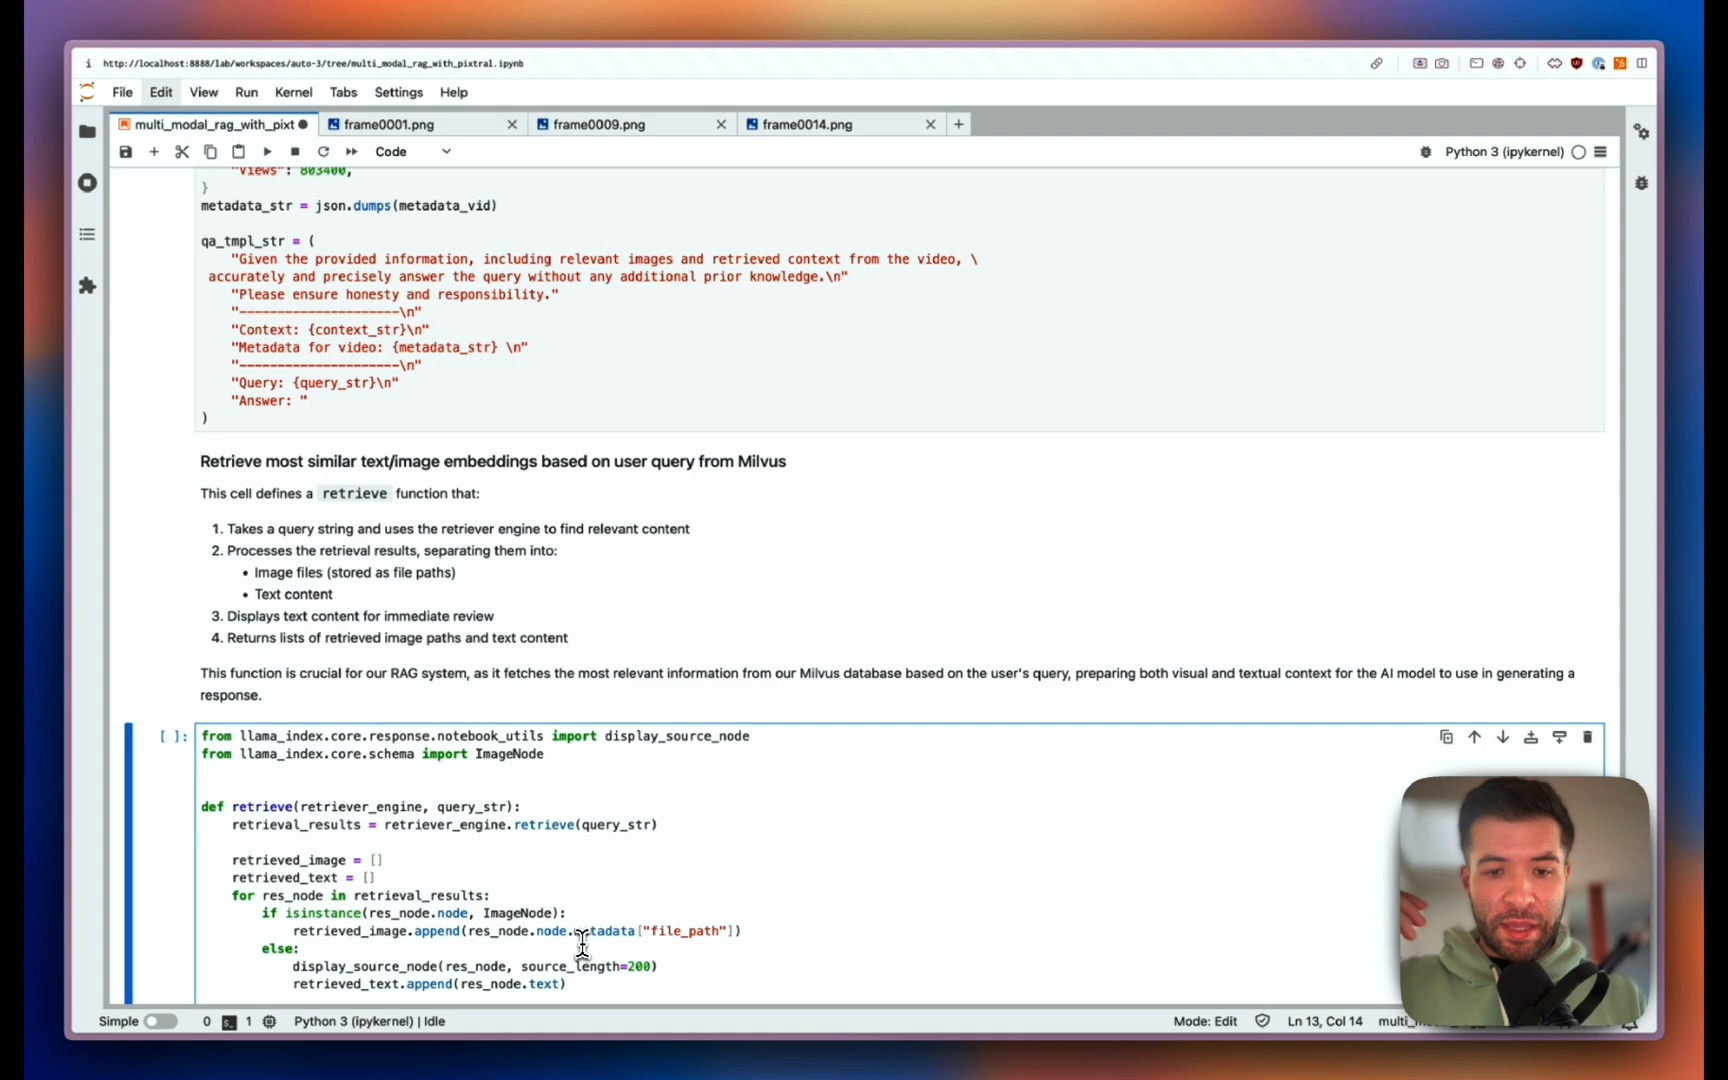 http://localhost:8888/lab/workspaces/auto-3/tree/multi_modal_rag_with_pixtral.ipynb
File Edit View Run Kernel Tabs Settings Help
multi_modal_rag_with_pixt frame0001.png frame0009.png frame0014.png
Code Python 3 (ipykernel)
"Views": 803400,
}
metadata_str = json.dumps(metadata_vid)
qa_tmpl_str = (
"Given the provided information, including relevant images and retrieved context from the video, \
accurately and precisely answer the query without any additional prior knowledge.\n"
"Please ensure honesty and responsibility."
"---------------------\n"
"Context: {context_str}\n"
"Metadata for video: {metadata_str} \n"
"---------------------\n"
"Query: {query_str}\n"
"Answer: "
)
Retrieve most similar text/image embeddings based on user query from Milvus
This cell defines a retrieve function that:
1. Takes a query string and uses the retriever engine to find relevant content
2. Processes the retrieval results, separating them into:
• Image files (stored as file paths)
• Text content
3. Displays text content for immediate review
4. Returns lists of retrieved image paths and text content
This function is crucial for our RAG system, as it fetches the most relevant information from our Milvus database based on the user's query, preparing both visual and textual context for the AI model to use in generating a
response.
[ ]: from llama_index.core.response.notebook_utils import display_source_node
from llama_index.core.schema import ImageNode
def retrieve(retriever_engine, query_str):
retrieval_results = retriever_engine.retrieve(query_str)
retrieved_image = []
retrieved_text = []
for res_node in retrieval_results:
if isinstance(res_node.node, ImageNode):
retrieved_image.append(res_node.node.metadata["file_path"])
else:
display_source_node(res_node, source_length=200)
retrieved_text.append(res_node.text)
Simple 0 1 Python 3 (ipykernel) | Idle Mode: Edit Ln 13, Col 14